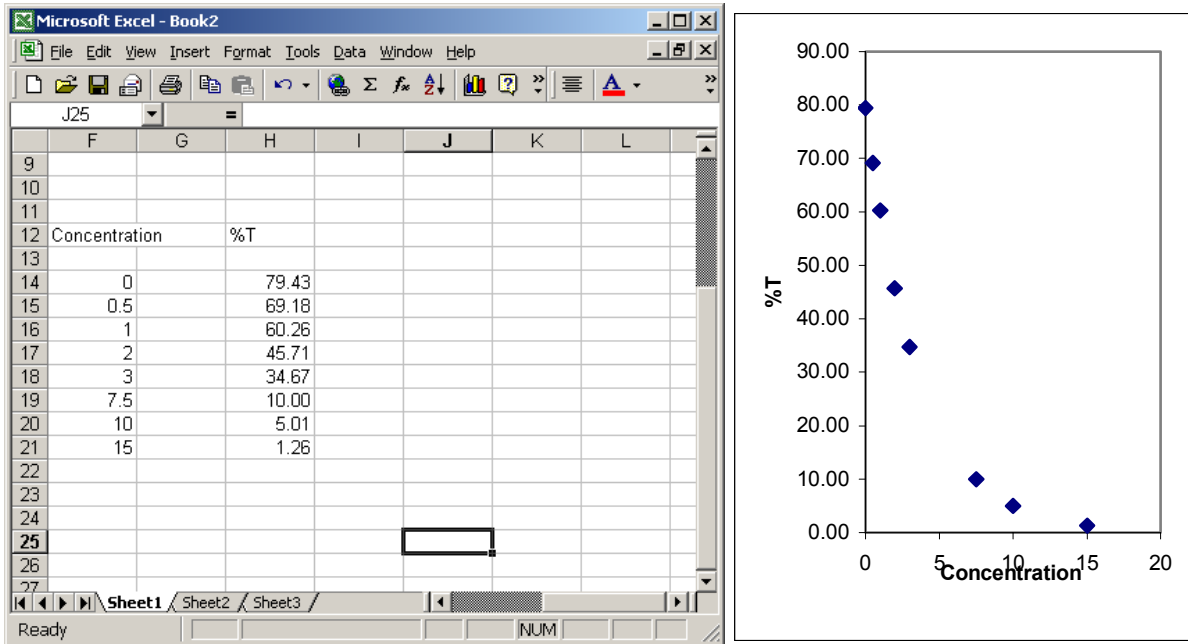 Microsoft Excel - Book2
File Edit View Insert Format Tools Data Window Help
J25 =
F G H I J K L
9
10
11
12 Concentration %T
13
14 0 79.43
15 0.5 69.18
16 1 60.26
17 2 45.71
18 3 34.67
19 7.5 10.00
20 10 5.01
21 15 1.26
22
23
24
25
26
27
Sheet1 Sheet2 Sheet3
Ready NUM
90.00
80.00
70.00
60.00
50.00
40.00
30.00
20.00
10.00
0.00
%T
0 5 10 15 20
Concentration